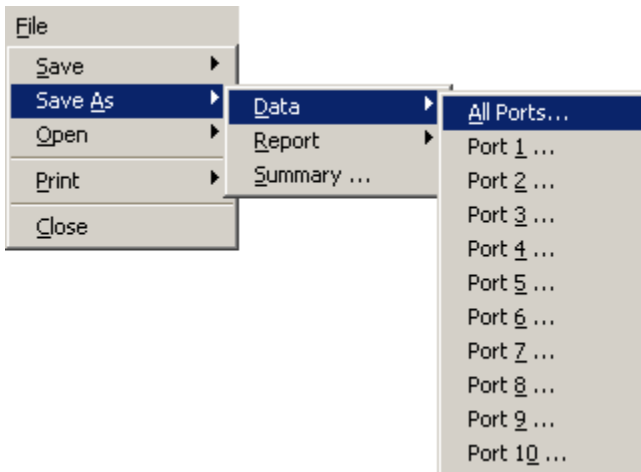 File
Save
Save As
Open
Print
Close
Data
Report
Summary ...
All Ports...
Port 1 ...
Port 2 ...
Port 3 ...
Port 4 ...
Port 5 ...
Port 6 ...
Port 7 ...
Port 8 ...
Port 9 ...
Port 10 ...